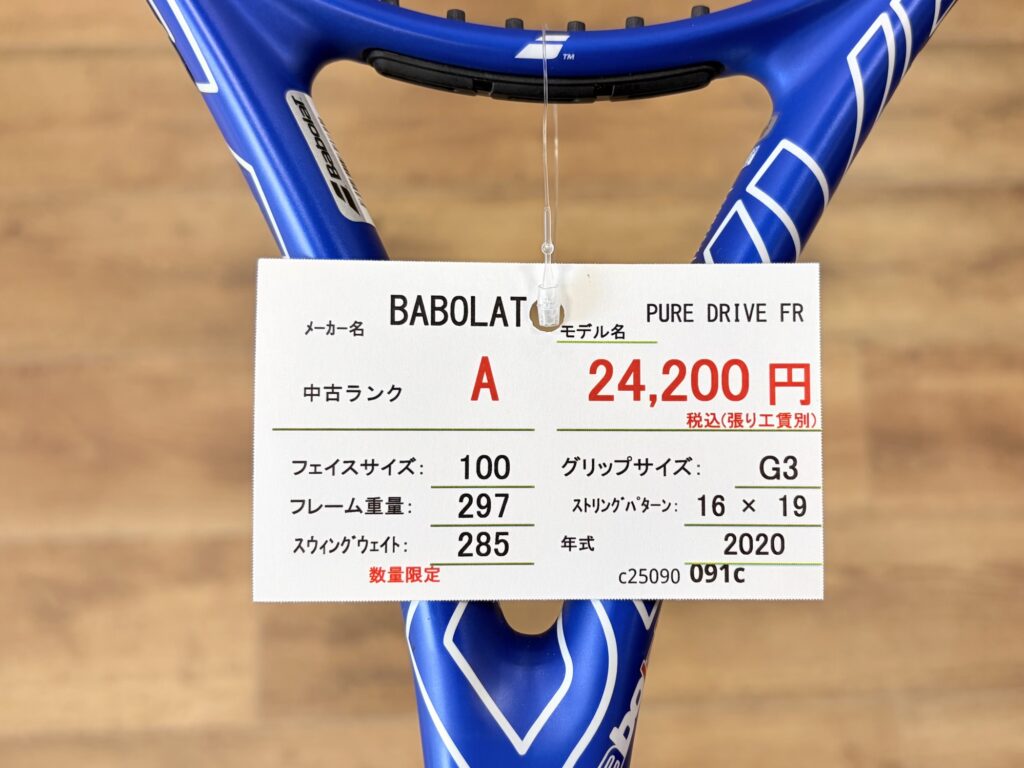 TM
Babolat
メーカー名 BABOLAT モデル名 PURE DRIVE FR
中古ランク A 24,200 円
税込(張り工賃別)
フェイスサイズ: 100 グリップサイズ: G3
フレーム重量: 297 ストリングパターン: 16 × 19
スウィングウェイト: 285 年式 2020
数量限定 c25090 091c